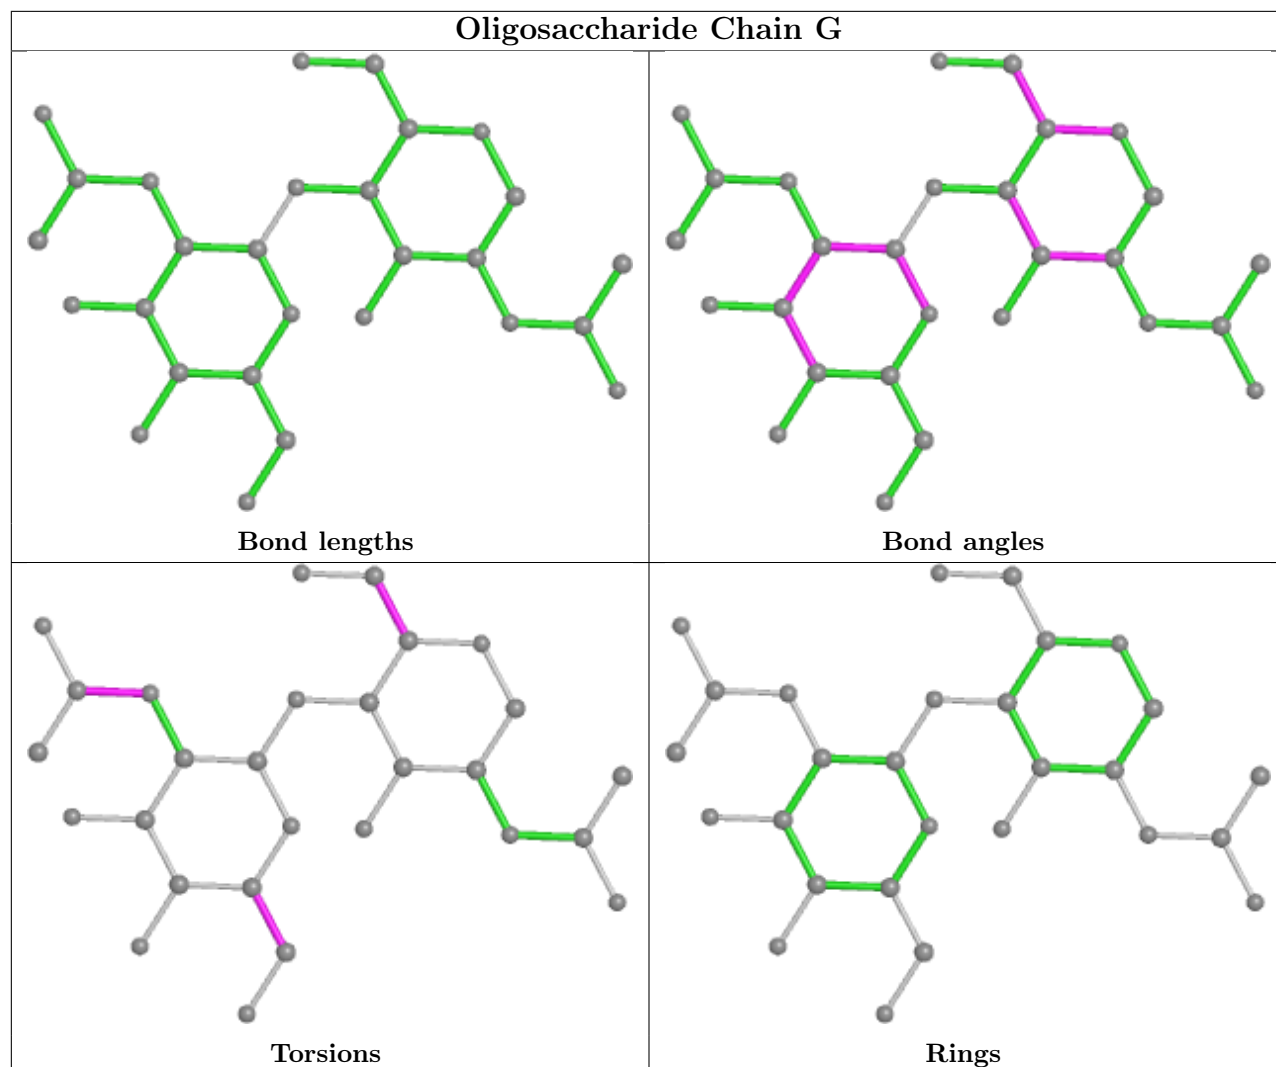 Oligosaccharide Chain G
Bond lengths
Bond angles
Torsions
Rings